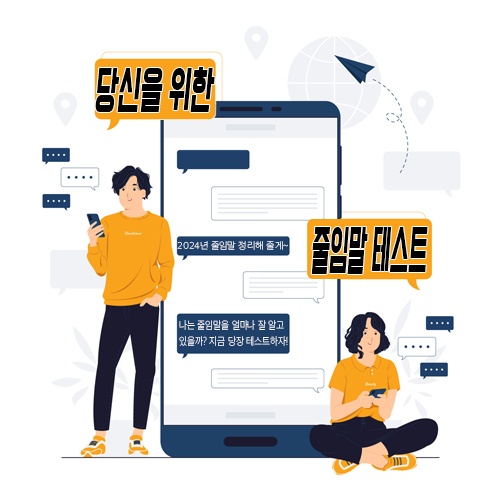 당신을 위한
2024년 줄임말 정리해 줄게~
줄임말 테스트
나는 줄임말을 얼마나 잘 알고
있을까? 지금 당장 테스트하자!